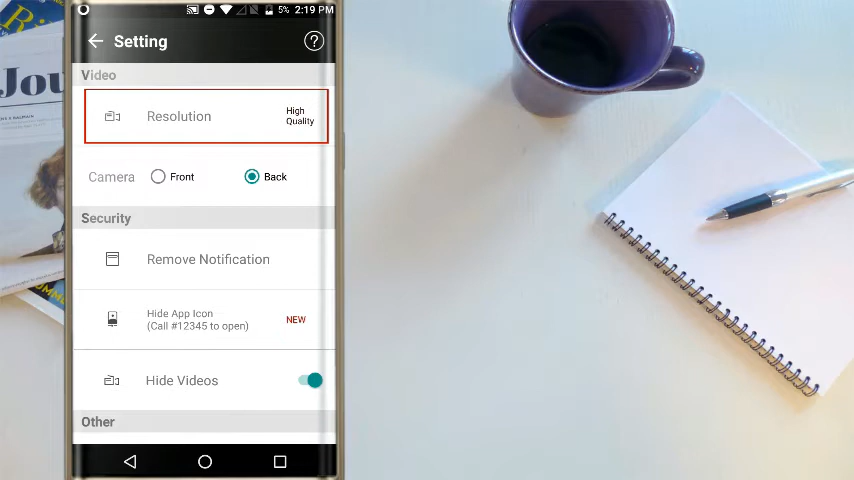 5% 2:19 PM
Setting ?
Video
Resolution
High
Quality
Camera Front Back
Security
Remove Notification
Hide App Icon
(Call #12345 to open)
NEW
Hide Videos
Other
Jou